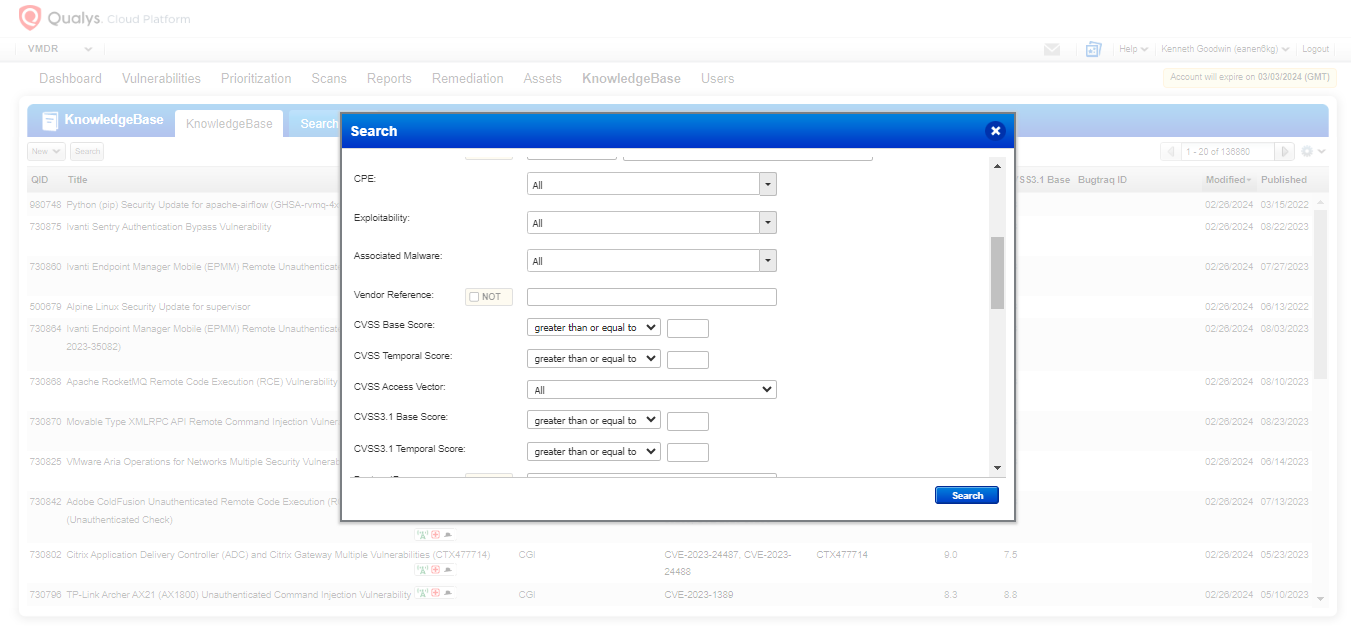 Qualys. Cloud Platform
VMDR
Help
Kenneth Goodwin (eanen6kg)
Logout
Dashboard Vulnerabilities Prioritization Scans Reports Remediation Assets KnowledgeBase Users
Account will expire on 03/03/2024 (GMT)
KnowledgeBase KnowledgeBase Search
New Search 1 - 20 of 136860
QID Title SS3.1 Base Bugtraq ID Modified Published
Search
CPE: All
Exploitability: All
Associated Malware: All
Vendor Reference: NOT
CVSS Base Score: greater than or equal to
CVSS Temporal Score: greater than or equal to
CVSS Access Vector: All
CVSS3.1 Base Score: greater than or equal to
CVSS3.1 Temporal Score: greater than or equal to
Search
980748 Python (pip) Security Update for apache-airflow (GHSA-rvmq-4x 02/26/2024 03/15/2022
730875 Ivanti Sentry Authentication Bypass Vulnerability 02/26/2024 08/22/2023
730860 Ivanti Endpoint Manager Mobile (EPMM) Remote Unauthenticati 02/26/2024 07/27/2023
500679 Alpine Linux Security Update for supervisor 02/26/2024 06/13/2022
730864 Ivanti Endpoint Manager Mobile (EPMM) Remote Unauthenticati 02/26/2024 08/03/2023
2023-35082)
730868 Apache RocketMQ Remote Code Execution (RCE) Vulnerability 02/26/2024 08/10/2023
730870 Movable Type XMLRPC API Remote Command Injection Vulner 02/26/2024 08/23/2023
730825 VMware Aria Operations for Networks Multiple Security Vulnerab 02/26/2024 06/14/2023
730842 Adobe ColdFusion Unauthenticated Remote Code Execution (R 02/26/2024 07/13/2023
(Unauthenticated Check)
730802 Citrix Application Delivery Controller (ADC) and Citrix Gateway Multiple Vulnerabilities (CTX477714) CGI CVE-2023-24487, CVE-2023- CTX477714 9.0 7.5 02/26/2024 05/23/2023
24488
730796 TP-Link Archer AX21 (AX1800) Unauthenticated Command Injection Vulnerability CGI CVE-2023-1389 8.3 8.8 02/26/2024 05/10/2023